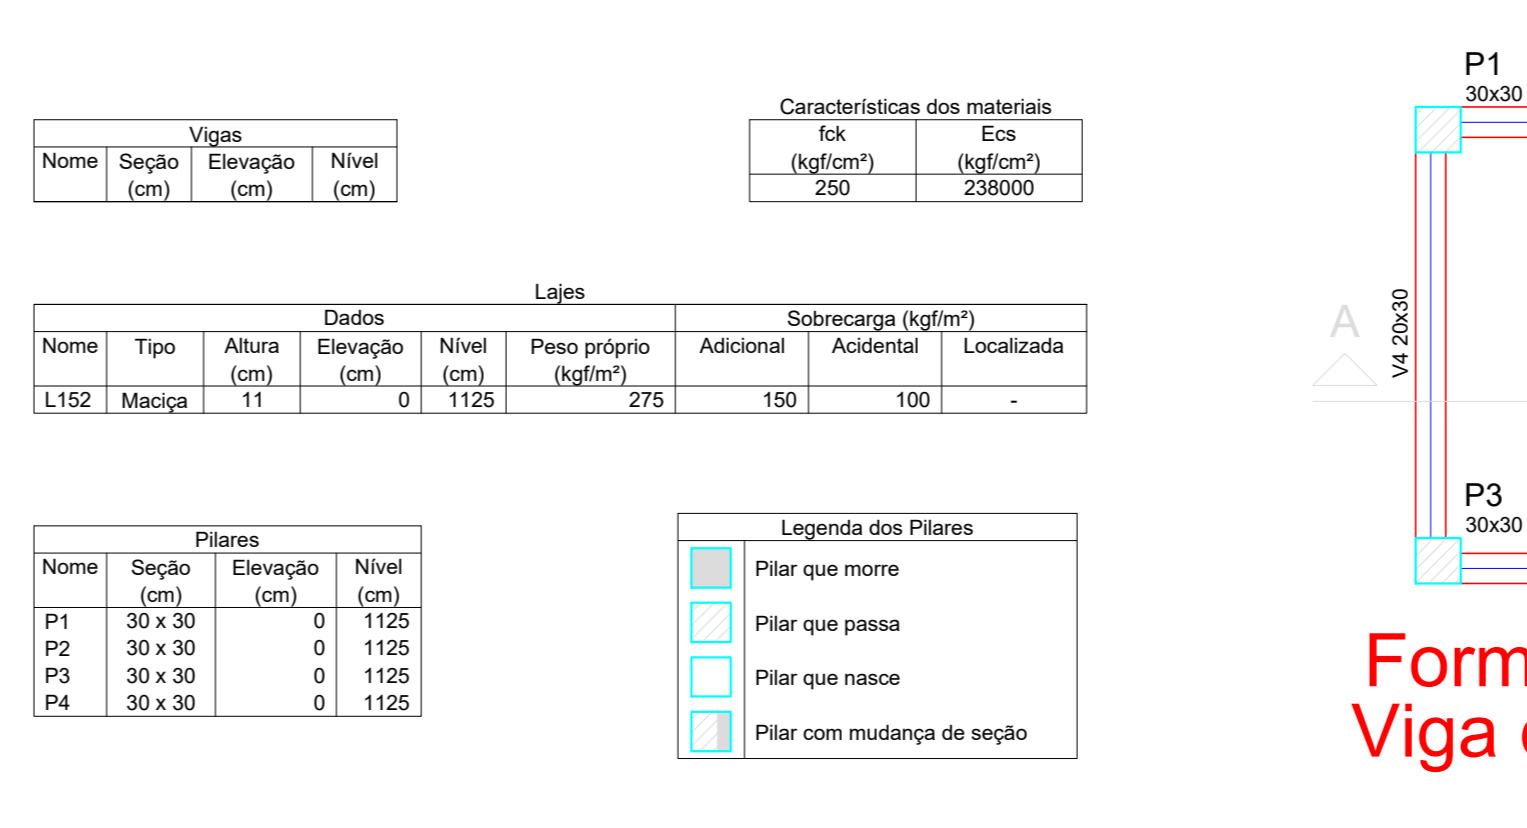 Vigas
Nome Seção Elevação Nível
(cm) (cm) (cm)
Características dos materiais
fck Ecs
(kgf/cm²) (kgf/cm²)
250 238000
Lajes
Dados Sobrecarga (kgf/m²)
Nome Tipo Altura Elevação Nível Peso próprio Adicional Acidental Localizada
(cm) (cm) (cm) (kgf/m²)
L152 Maciça 11 0 1125 275 150 100 -
Pilares
Nome Seção Elevação Nível
(cm) (cm) (cm)
P1 30 x 30 0 1125
P2 30 x 30 0 1125
P3 30 x 30 0 1125
P4 30 x 30 0 1125
Legenda dos Pilares
Pilar que morre
Pilar que passa
Pilar que nasce
Pilar com mudança de seção
P1
30x30
A
V4 20x30
P3
30x30
Form
Viga